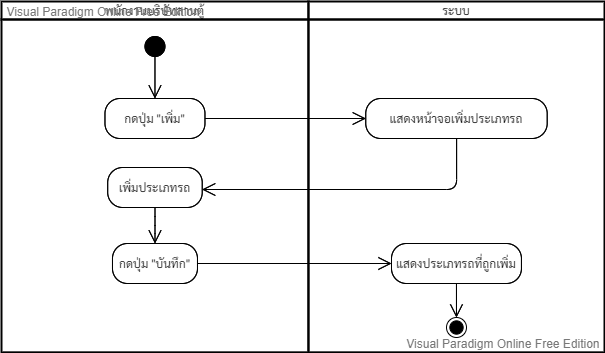 Visual Paradigm Online Free Edition
พนักงานบริษัทลานตู้
ระบบ
กดปุ่ม "เพิ่ม"
แสดงหน้าจอเพิ่มประเภทรถ
เพิ่มประเภทรถ
กดปุ่ม "บันทึก"
แสดงประเภทรถที่ถูกเพิ่ม
Visual Paradigm Online Free Edition